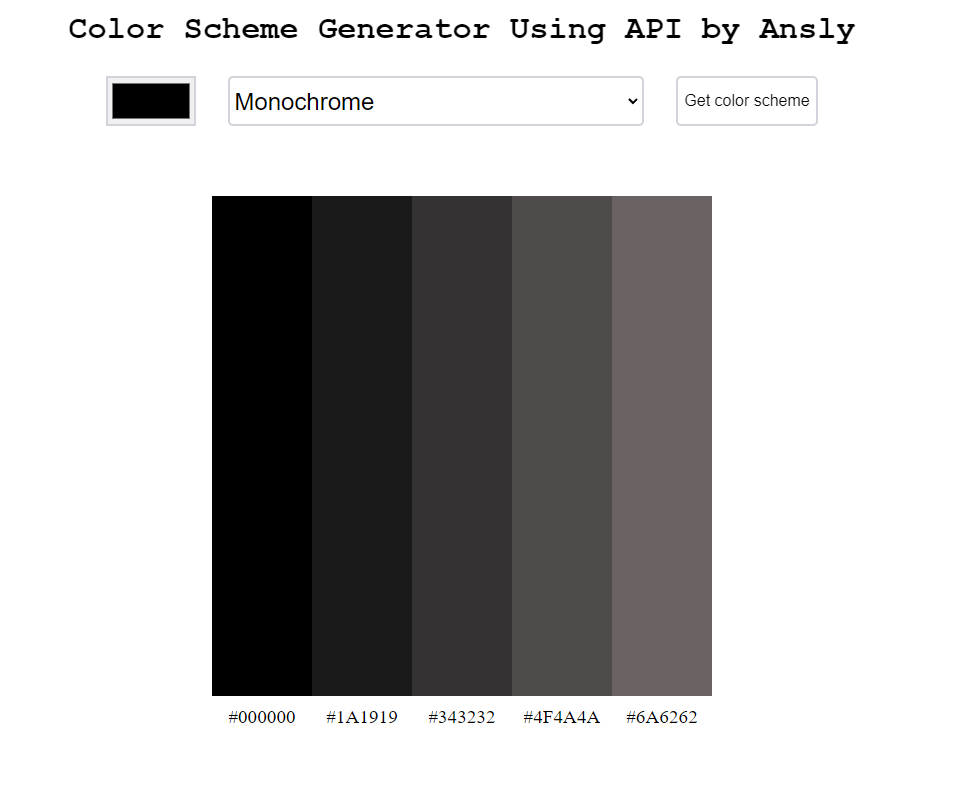 Color Scheme Generator Using API by Ansly
Monochrome Get color scheme
#000000 #1A1919 #343232 #4F4A4A #6A6262